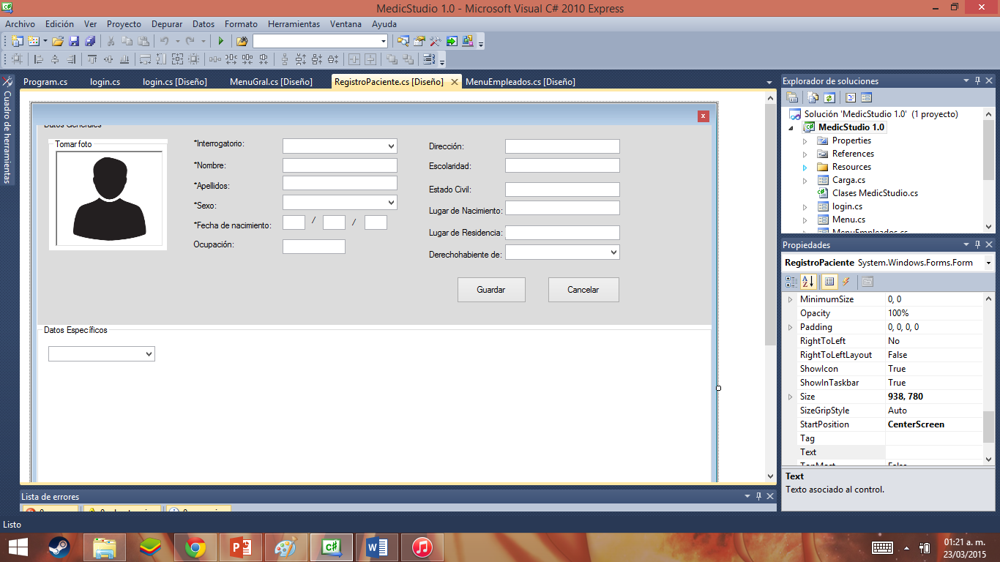 MedicStudio 1.0 - Microsoft Visual C# 2010 Express
Archivo Edición Ver Proyecto Depurar Datos Formato Herramientas Ventana Ayuda
Program.cs login.cs login.cs [Diseño] MenuGral.cs [Diseño] RegistroPaciente.cs [Diseño] MenuEmpleados.cs [Diseño]
Cuadro de herramientas
Datos Generales
Tomar foto
*Interrogatorio:
*Nombre:
*Apellidos:
*Sexo:
*Fecha de nacimiento: / /
Ocupación:
Dirección:
Escolaridad:
Estado Civil:
Lugar de Nacimiento:
Lugar de Residencia:
Derechohabiente de:
Guardar Cancelar
Datos Específicos
Explorador de soluciones
Solución 'MedicStudio 1.0' (1 proyecto)
MedicStudio 1.0
Properties
References
Resources
Carga.cs
Clases MedicStudio.cs
login.cs
Menu.cs
MenuEmpleados.cs
Propiedades
RegistroPaciente System.Windows.Forms.Form
MinimumSize 0, 0
Opacity 100%
Padding 0, 0, 0, 0
RightToLeft No
RightToLeftLayout False
ShowIcon True
ShowInTaskbar True
Size 938, 780
SizeGripStyle Auto
StartPosition CenterScreen
Tag
Text
TopMost False
Text
Texto asociado al control.
Lista de errores
Listo
01:21 a. m.
23/03/2015